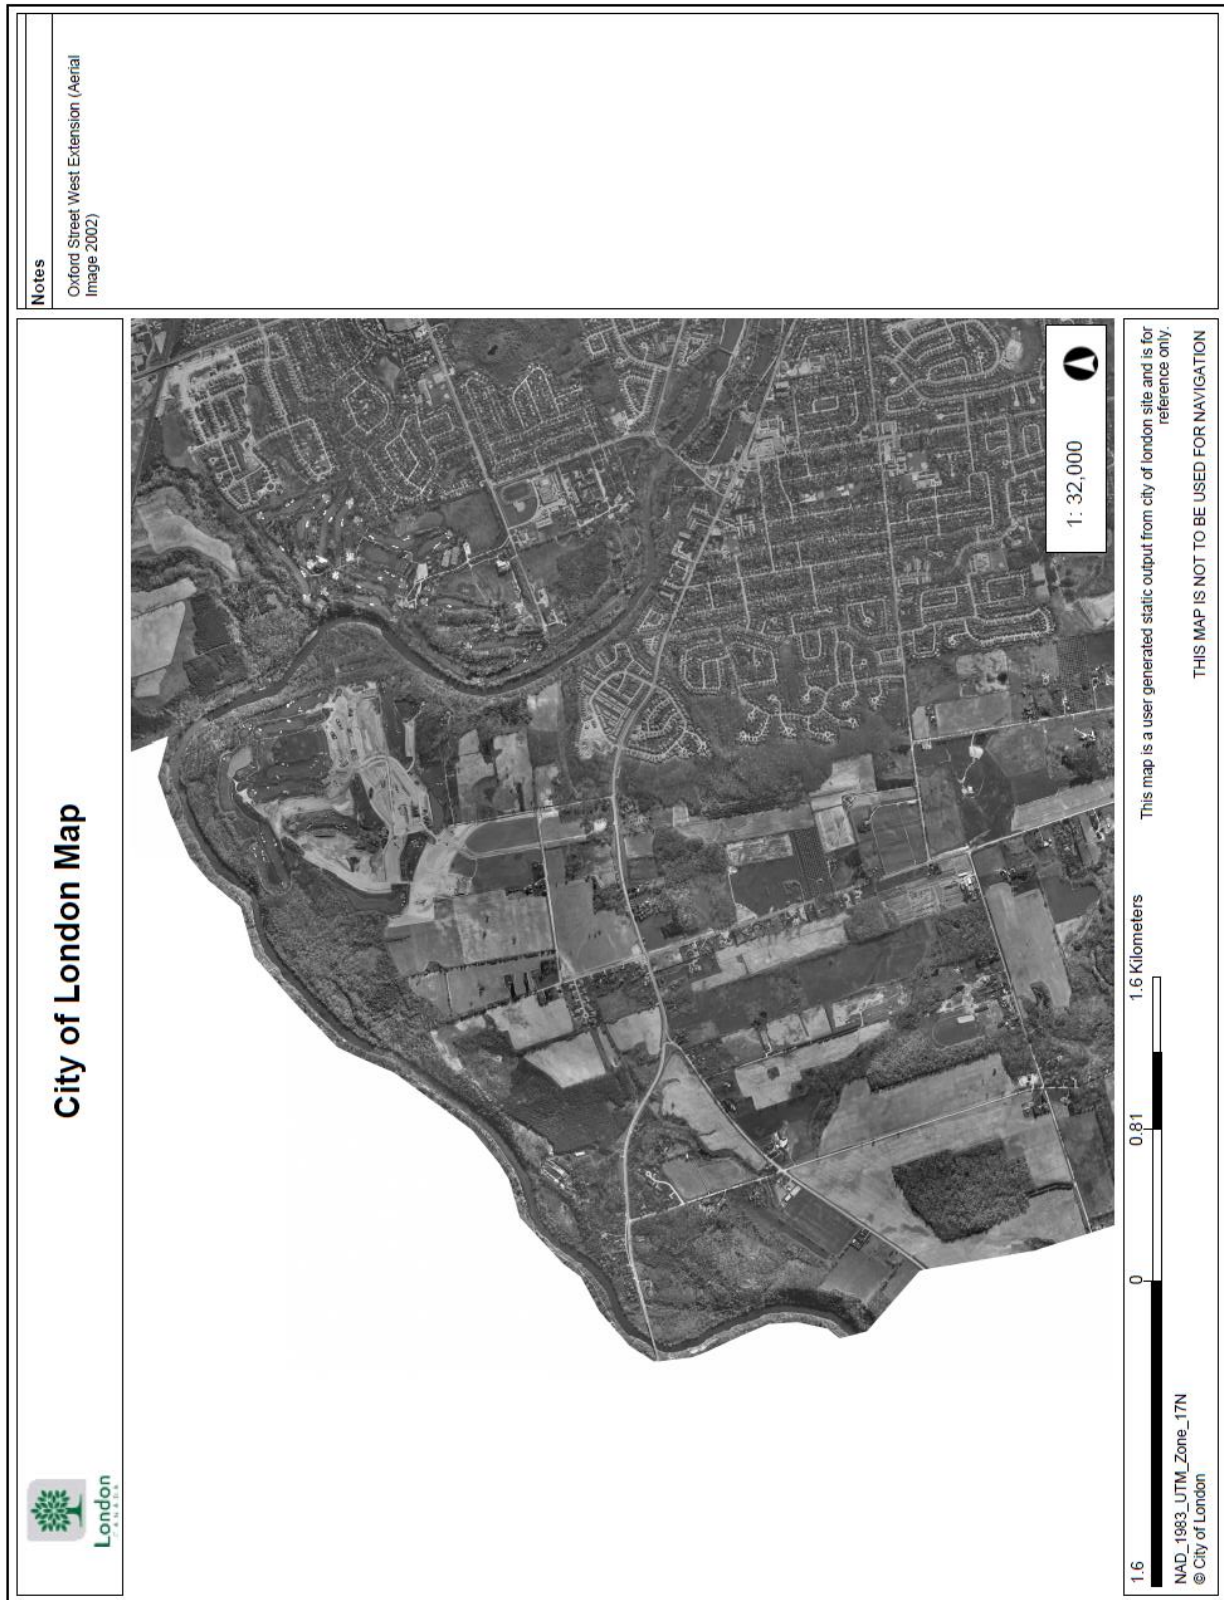 London
CANADA
City of London Map
Notes
Oxford Street West Extension (Aerial
Image 2002)
1: 32,000
1.6
0
0.81
1.6 Kilometers
NAD_1983_UTM_Zone_17N
© City of London
This map is a user generated static output from city of london site and is for
reference only.
THIS MAP IS NOT TO BE USED FOR NAVIGATION